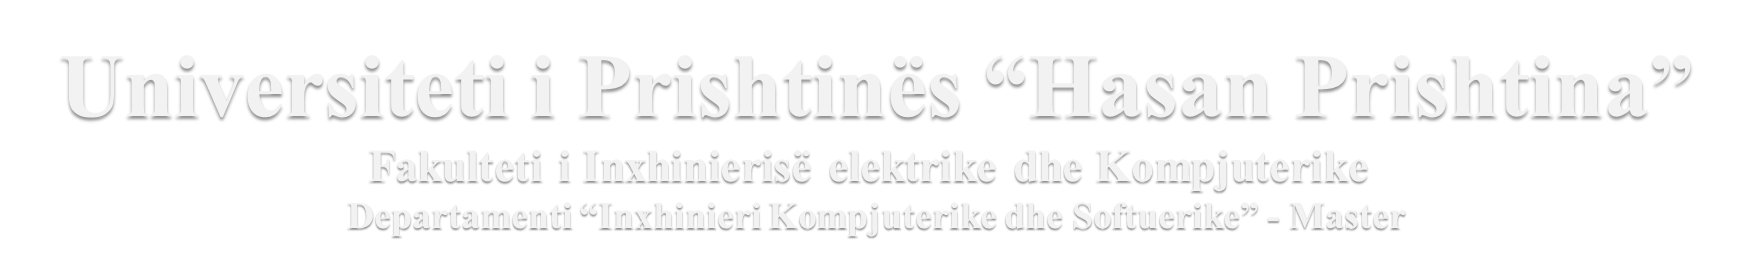 Universiteti i Prishtinës “Hasan Prishtina”
Fakulteti i Inxhinierisë elektrike dhe Kompjuterike
Departamenti “Inxhinieri Kompjuterike dhe Softuerike” - Master